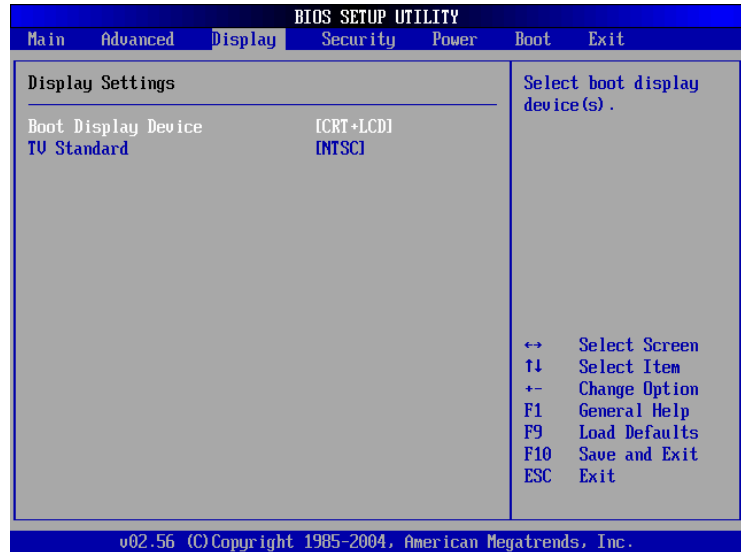 BIOS SETUP UTILITY
Main Advanced Display Security Power Boot Exit
Display Settings
Boot Display Device [CRT+LCD]
TV Standard [NTSC]
Select boot display
device(s).
↔ Select Screen
↑↓ Select Item
+- Change Option
F1 General Help
F9 Load Defaults
F10 Save and Exit
ESC Exit
v02.56 (C)Copyright 1985-2004, American Megatrends, Inc.